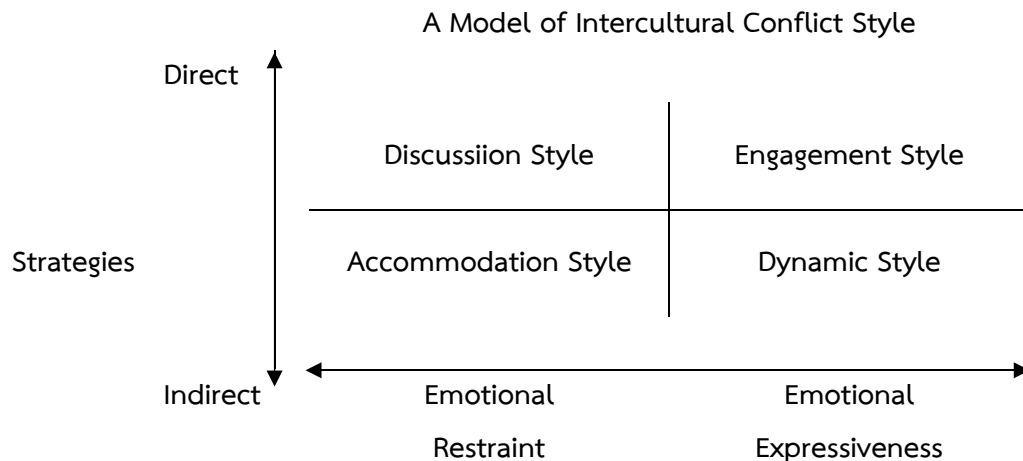 A Model of Intercultural Conflict Style
Direct
Discussiion Style Engagement Style
Strategies Accommodation Style Dynamic Style
Indirect Emotional Emotional
Restraint Expressiveness